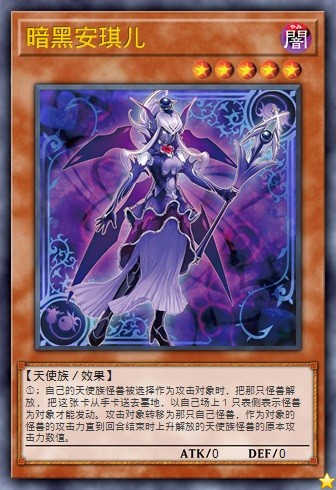 暗黑安琪儿
闇
【天使族／效果】
①：自己的天使族怪兽被选择作为攻击对象时，把那只怪兽解
放，把这张卡从手卡送去墓地，以自己场上１只表侧表示怪兽
为对象才能发动。攻击对象转移为那只自己怪兽，作为对象的
怪兽的攻击力直到回合结束时上升解放的天使族怪兽的原本攻
击力数值。
ATK/0 DEF/0